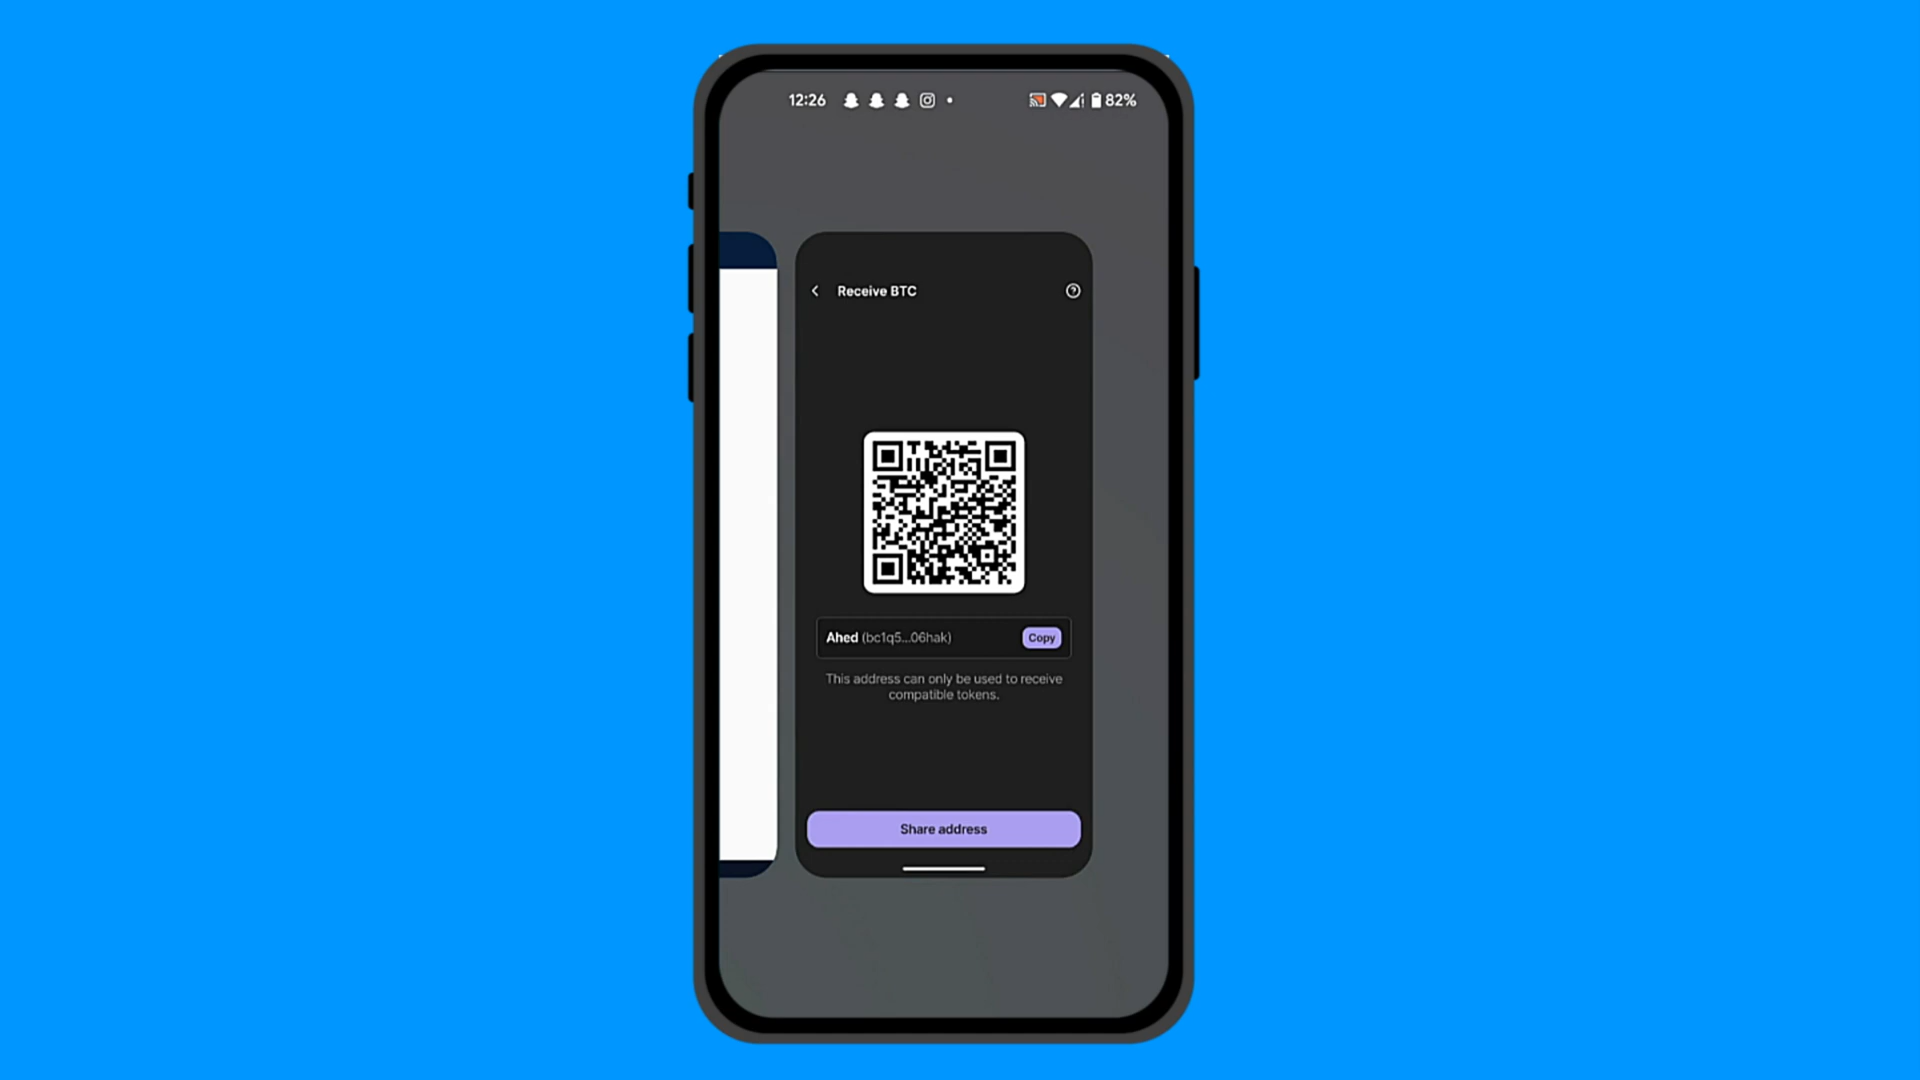 12:26
82%
Receive BTC
Ahed (bc1q5...06hak)
Copy
This address can only be used to receive
compatible tokens.
Share address